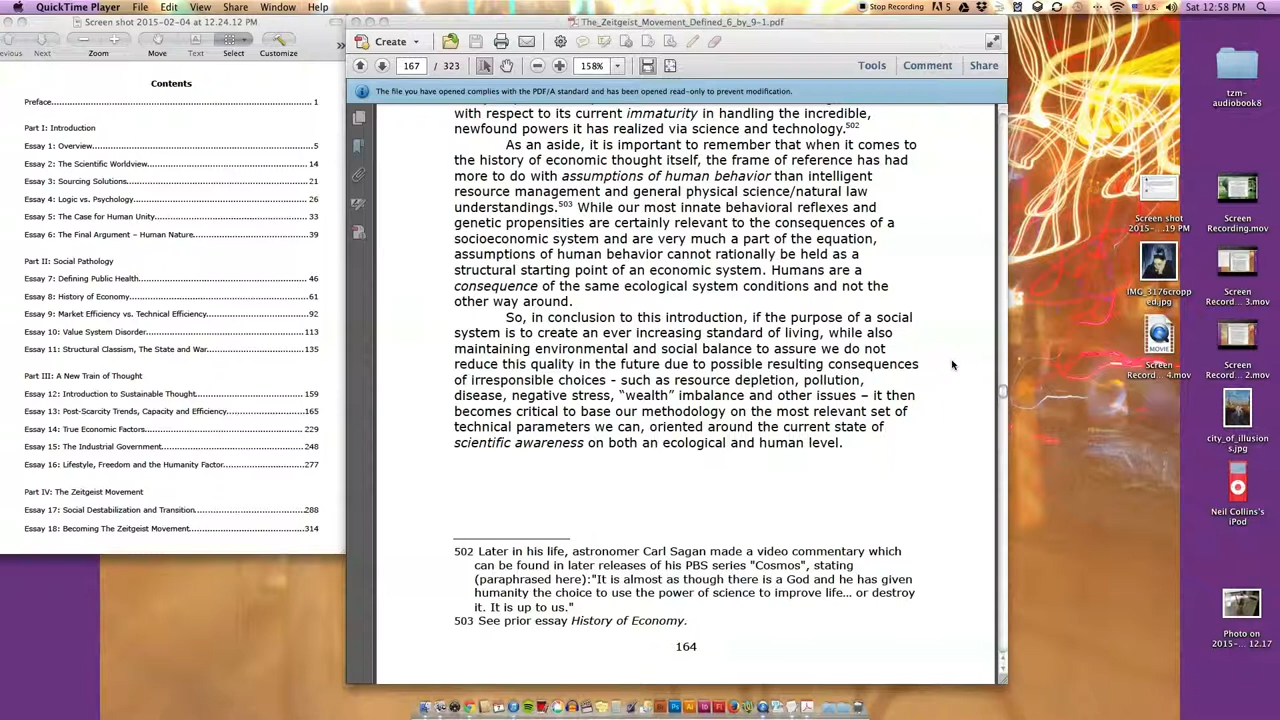 QuickTime Player File Edit View Share Window Help
Stop Recording
5
U.S.
Sat 12:58 PM
Screen shot 2015-02-04 at 12.24.12 PM
The_Zeitgeist_Movement_Defined_6_by_9-1.pdf
evious Next Zoom Move Text Select Customize
Create
167 / 323
158%
Tools Comment Share
The file you have opened complies with the PDF/A standard and has been opened read-only to prevent modification.
Contents
Preface 1
Part I: Introduction
Essay 1: Overview 5
Essay 2: The Scientific Worldview 14
Essay 3: Sourcing Solutions 21
Essay 4: Logic vs. Psychology 26
Essay 5: The Case for Human Unity 33
Essay 6: The Final Argument – Human Nature 39
Part II: Social Pathology
Essay 7: Defining Public Health 46
Essay 8: History of Economy 61
Essay 9: Market Efficiency vs. Technical Efficiency 92
Essay 10: Value System Disorder 113
Essay 11: Structural Classism, The State and War 135
Part III: A New Train of Thought
Essay 12: Introduction to Sustainable Thought 159
Essay 13: Post-Scarcity Trends, Capacity and Efficiency 165
Essay 14: True Economic Factors 229
Essay 15: The Industrial Government 248
Essay 16: Lifestyle, Freedom and the Humanity Factor 277
Part IV: The Zeitgeist Movement
Essay 17: Social Destabilization and Transition 288
Essay 18: Becoming The Zeitgeist Movement 314
with respect to its current immaturity in handling the incredible,
newfound powers it has realized via science and technology.502
As an aside, it is important to remember that when it comes to
the history of economic thought itself, the frame of reference has had
more to do with assumptions of human behavior than intelligent
resource management and general physical science/natural law
understandings.503 While our most innate behavioral reflexes and
genetic propensities are certainly relevant to the consequences of a
socioeconomic system and are very much a part of the equation,
assumptions of human behavior cannot rationally be held as a
structural starting point of an economic system. Humans are a
consequence of the same ecological system conditions and not the
other way around.
So, in conclusion to this introduction, if the purpose of a social
system is to create an ever increasing standard of living, while also
maintaining environmental and social balance to assure we do not
reduce this quality in the future due to possible resulting consequences
of irresponsible choices - such as resource depletion, pollution,
disease, negative stress, “wealth” imbalance and other issues – it then
becomes critical to base our methodology on the most relevant set of
technical parameters we can, oriented around the current state of
scientific awareness on both an ecological and human level.
502 Later in his life, astronomer Carl Sagan made a video commentary which
can be found in later releases of his PBS series "Cosmos", stating
(paraphrased here):"It is almost as though there is a God and he has given
humanity the choice to use the power of science to improve life... or destroy
it. It is up to us."
503 See prior essay History of Economy.
164
tzm-
audiobook8
Screen shot
2015-...19 PM
Screen
Recording.mov
IMG_3176cropp
ed.jpg
Screen
Record... 3.mov
Screen
Record... 4.mov
MOVIE
Screen
Record... 2.mov
city_of_illusion
s.jpg
Neil Collins's
iPod
Photo on
2015-... 12.17